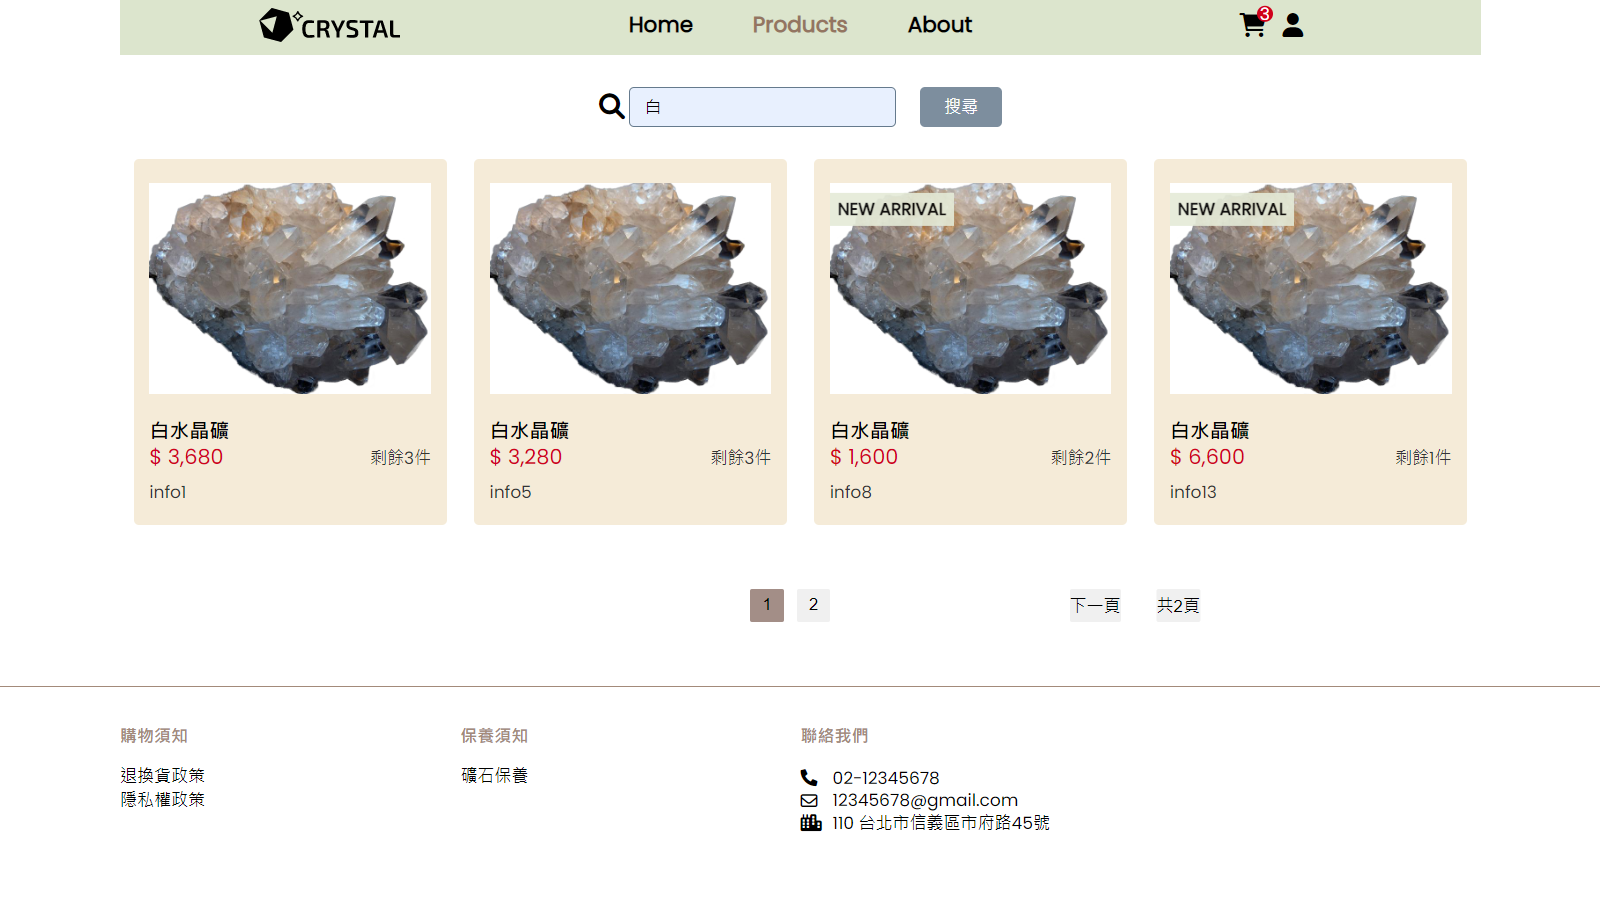 CRYSTAL
Home
Products
About
3
白
搜尋
白水晶礦
$ 3,680
剩餘3件
info1
白水晶礦
$ 3,280
剩餘3件
info5
NEW ARRIVAL
白水晶礦
$ 1,600
剩餘2件
info8
NEW ARRIVAL
白水晶礦
$ 6,600
剩餘1件
info13
1
2
下一頁
共2頁
購物須知
退換貨政策
隱私權政策
保養須知
礦石保養
聯絡我們
02-12345678
12345678@gmail.com
110 台北市信義區市府路45號